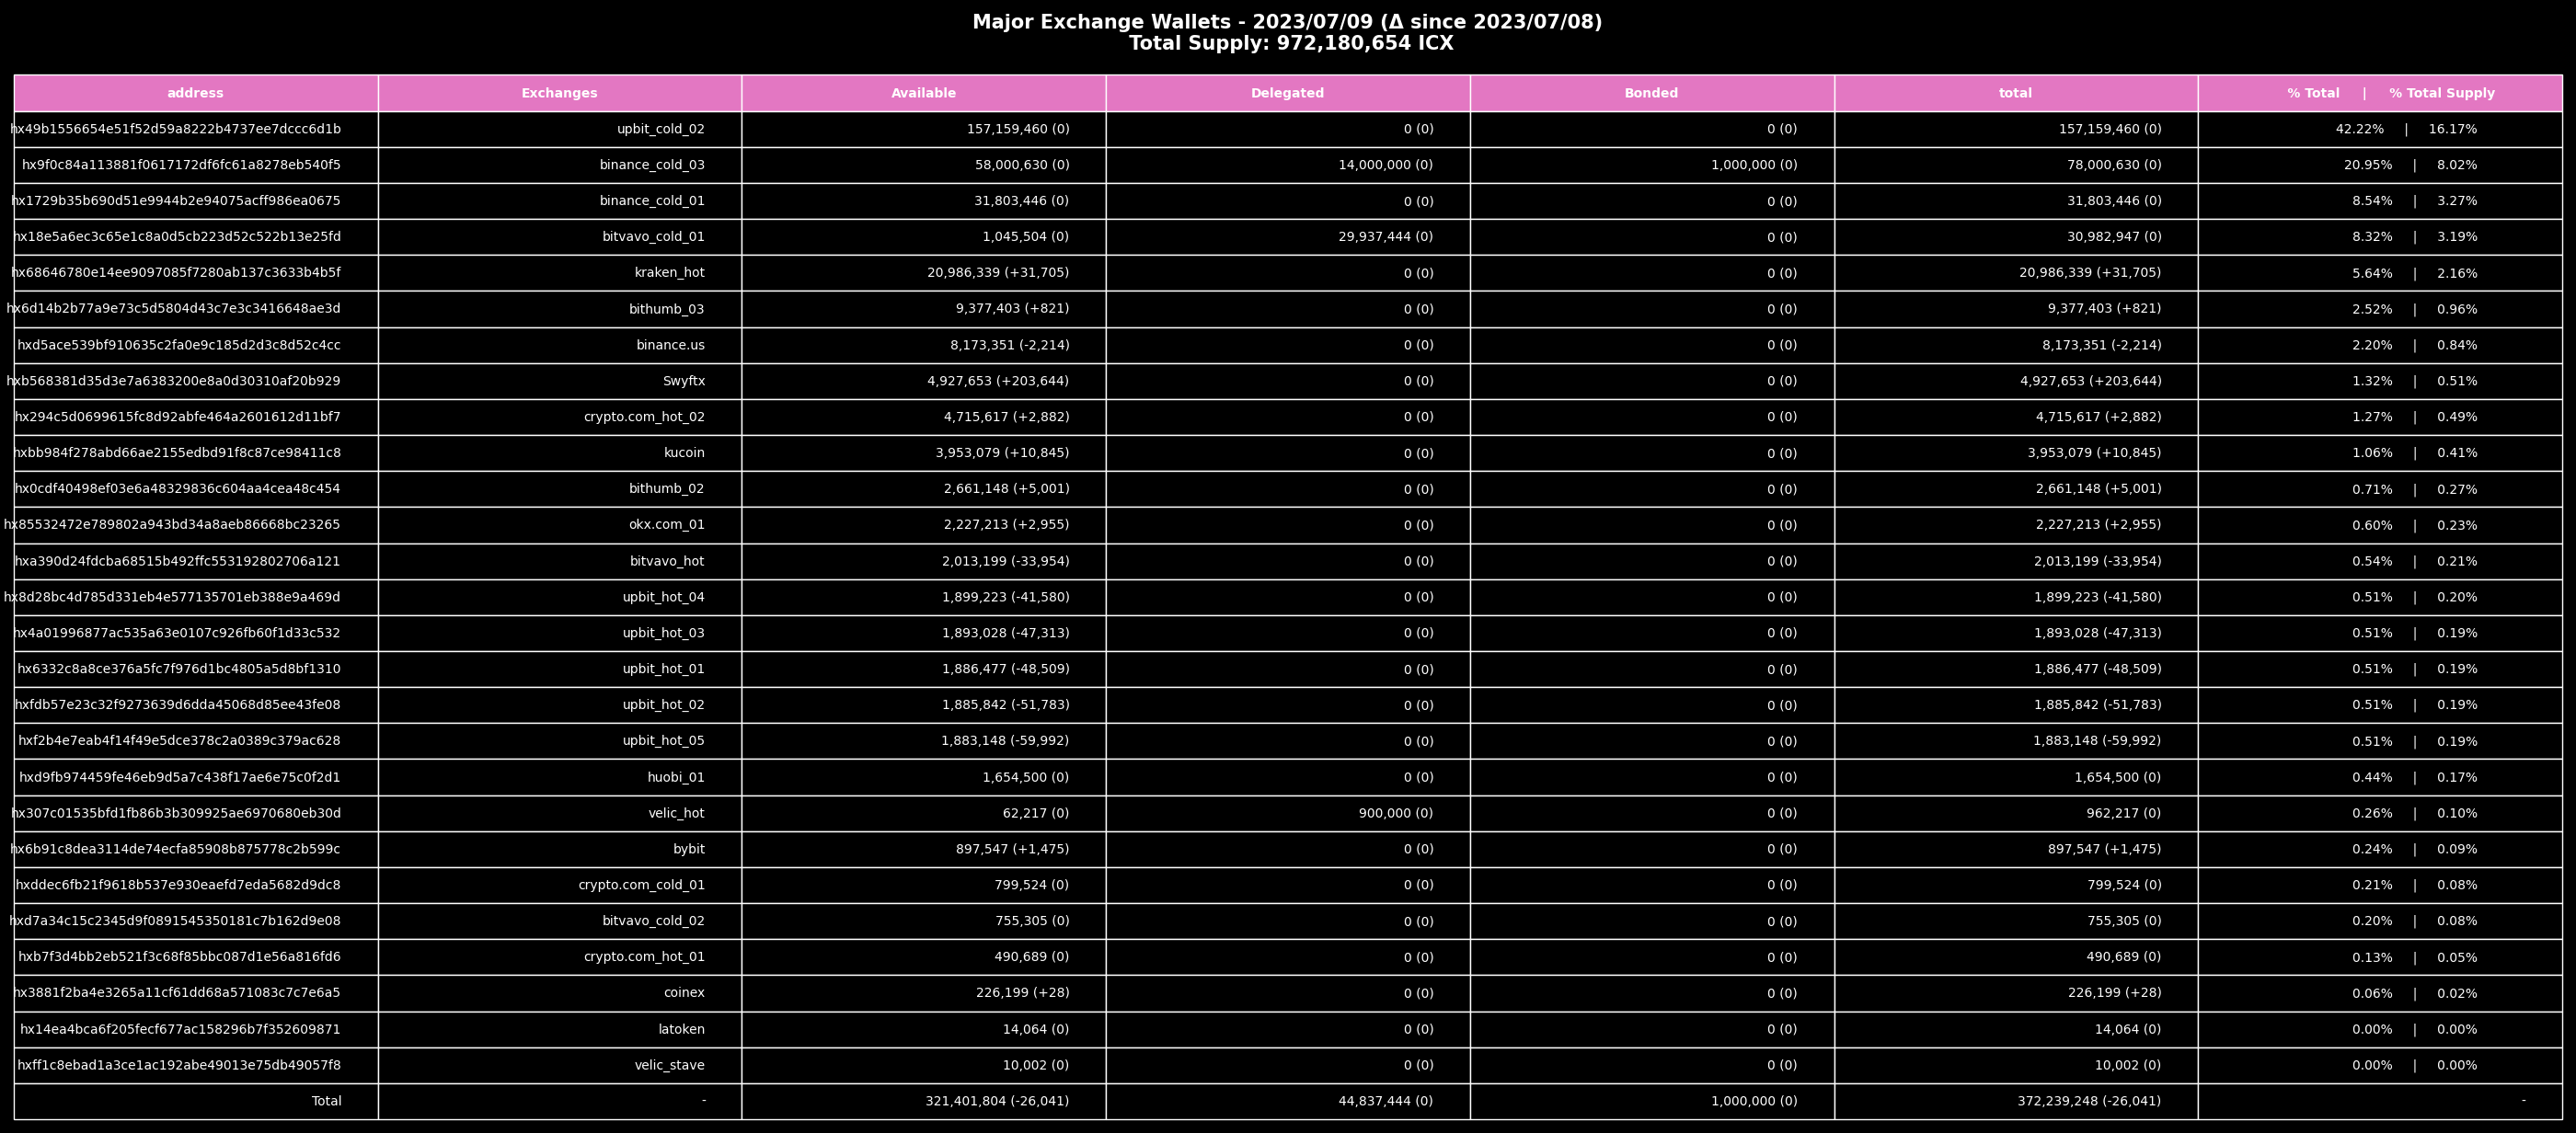 Major Exchange Wallets - 2023/07/09 (Δ since 2023/07/08)
Total Supply: 972,180,654 ICX
address Exchanges Available Delegated Bonded total % Total | % Total Supply
hx49b1556654e51f52d59a8222b4737ee7dccc6d1b upbit_cold_02 157,159,460 (0) 0 (0) 0 (0) 157,159,460 (0) 42.22% | 16.17%
hx9f0c84a113881f0617172df6fc61a8278eb540f5 binance_cold_03 58,000,630 (0) 14,000,000 (0) 1,000,000 (0) 78,000,630 (0) 20.95% | 8.02%
hx1729b35b690d51e9944b2e94075acff986ea0675 binance_cold_01 31,803,446 (0) 0 (0) 0 (0) 31,803,446 (0) 8.54% | 3.27%
hx18e5a6ec3c65e1c8a0d5cb223d52c522b13e25fd bitvavo_cold_01 1,045,504 (0) 29,937,444 (0) 0 (0) 30,982,947 (0) 8.32% | 3.19%
hx68646780e14ee9097085f7280ab137c3633b4b5f kraken_hot 20,986,339 (+31,705) 0 (0) 0 (0) 20,986,339 (+31,705) 5.64% | 2.16%
hx6d14b2b77a9e73c5d5804d43c7e3c3416648ae3d bithumb_03 9,377,403 (+821) 0 (0) 0 (0) 9,377,403 (+821) 2.52% | 0.96%
hxd5ace539bf910635c2fa0e9c185d2d3c8d52c4cc binance.us 8,173,351 (-2,214) 0 (0) 0 (0) 8,173,351 (-2,214) 2.20% | 0.84%
hxb568381d35d3e7a6383200e8a0d30310af20b929 Swyftx 4,927,653 (+203,644) 0 (0) 0 (0) 4,927,653 (+203,644) 1.32% | 0.51%
hx294c5d0699615fc8d92abfe464a2601612d11bf7 crypto.com_hot_02 4,715,617 (+2,882) 0 (0) 0 (0) 4,715,617 (+2,882) 1.27% | 0.49%
hxbb984f278abd66ae2155edbd91f8c87ce98411c8 kucoin 3,953,079 (+10,845) 0 (0) 0 (0) 3,953,079 (+10,845) 1.06% | 0.41%
hx0cdf40498ef03e6a48329836c604aa4cea48c454 bithumb_02 2,661,148 (+5,001) 0 (0) 0 (0) 2,661,148 (+5,001) 0.71% | 0.27%
hx85532472e789802a943bd34a8aeb86668bc23265 okx.com_01 2,227,213 (+2,955) 0 (0) 0 (0) 2,227,213 (+2,955) 0.60% | 0.23%
hxa390d24fdcba68515b492ffc553192802706a121 bitvavo_hot 2,013,199 (-33,954) 0 (0) 0 (0) 2,013,199 (-33,954) 0.54% | 0.21%
hx8d28bc4d785d331eb4e577135701eb388e9a469d upbit_hot_04 1,899,223 (-41,580) 0 (0) 0 (0) 1,899,223 (-41,580) 0.51% | 0.20%
hx4a01996877ac535a63e0107c926fb60f1d33c532 upbit_hot_03 1,893,028 (-47,313) 0 (0) 0 (0) 1,893,028 (-47,313) 0.51% | 0.19%
hx6332c8a8ce376a5fc7f976d1bc4805a5d8bf1310 upbit_hot_01 1,886,477 (-48,509) 0 (0) 0 (0) 1,886,477 (-48,509) 0.51% | 0.19%
hxfdb57e23c32f9273639d6dda45068d85ee43fe08 upbit_hot_02 1,885,842 (-51,783) 0 (0) 0 (0) 1,885,842 (-51,783) 0.51% | 0.19%
hxf2b4e7eab4f14f49e5dce378c2a0389c379ac628 upbit_hot_05 1,883,148 (-59,992) 0 (0) 0 (0) 1,883,148 (-59,992) 0.51% | 0.19%
hxd9fb974459fe46eb9d5a7c438f17ae6e75c0f2d1 huobi_01 1,654,500 (0) 0 (0) 0 (0) 1,654,500 (0) 0.44% | 0.17%
hx307c01535bfd1fb86b3b309925ae6970680eb30d velic_hot 62,217 (0) 900,000 (0) 0 (0) 962,217 (0) 0.26% | 0.10%
hx6b91c8dea3114de74ecfa85908b875778c2b599c bybit 897,547 (+1,475) 0 (0) 0 (0) 897,547 (+1,475) 0.24% | 0.09%
hxddec6fb21f9618b537e930eaefd7eda5682d9dc8 crypto.com_cold_01 799,524 (0) 0 (0) 0 (0) 799,524 (0) 0.21% | 0.08%
hxd7a34c15c2345d9f0891545350181c7b162d9e08 bitvavo_cold_02 755,305 (0) 0 (0) 0 (0) 755,305 (0) 0.20% | 0.08%
hxb7f3d4bb2eb521f3c68f85bbc087d1e56a816fd6 crypto.com_hot_01 490,689 (0) 0 (0) 0 (0) 490,689 (0) 0.13% | 0.05%
hx3881f2ba4e3265a11cf61dd68a571083c7c7e6a5 coinex 226,199 (+28) 0 (0) 0 (0) 226,199 (+28) 0.06% | 0.02%
hx14ea4bca6f205fecf677ac158296b7f352609871 latoken 14,064 (0) 0 (0) 0 (0) 14,064 (0) 0.00% | 0.00%
hxff1c8ebad1a3ce1ac192abe49013e75db49057f8 velic_stave 10,002 (0) 0 (0) 0 (0) 10,002 (0) 0.00% | 0.00%
Total - 321,401,804 (-26,041) 44,837,444 (0) 1,000,000 (0) 372,239,248 (-26,041) -